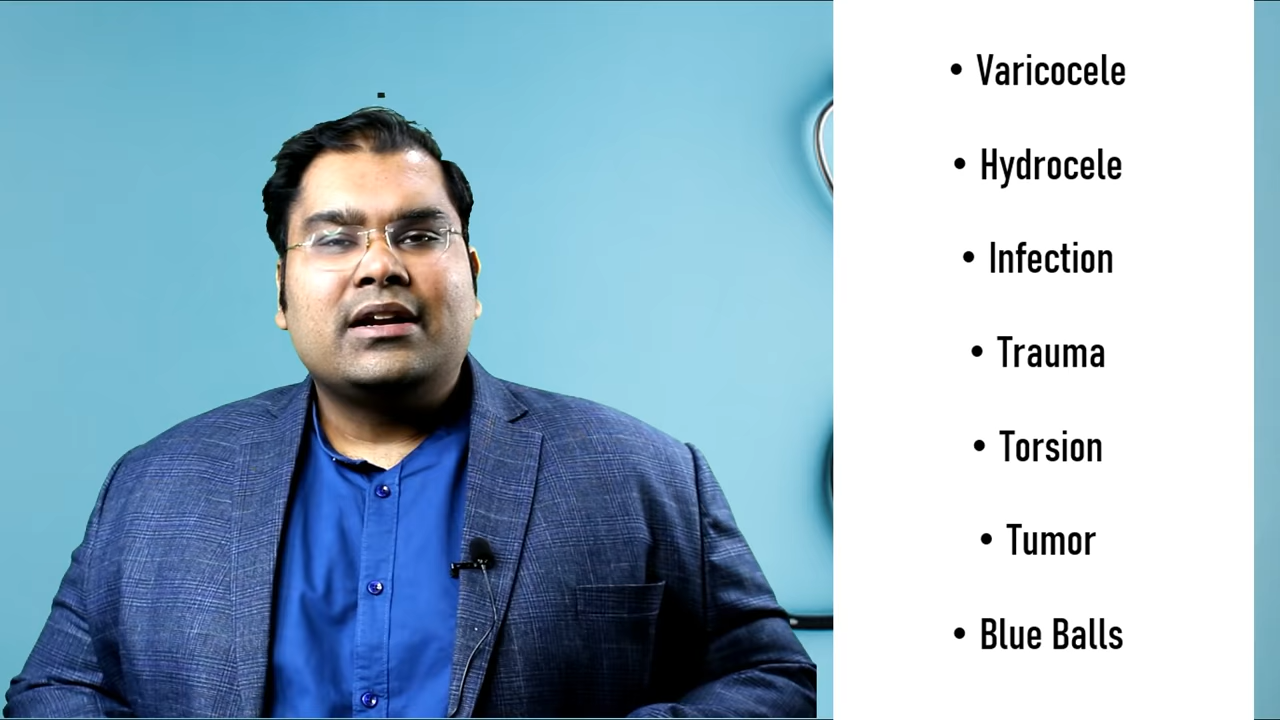 • Varicocele
• Hydrocele
• Infection
• Trauma
• Torsion
• Tumor
• Blue Balls